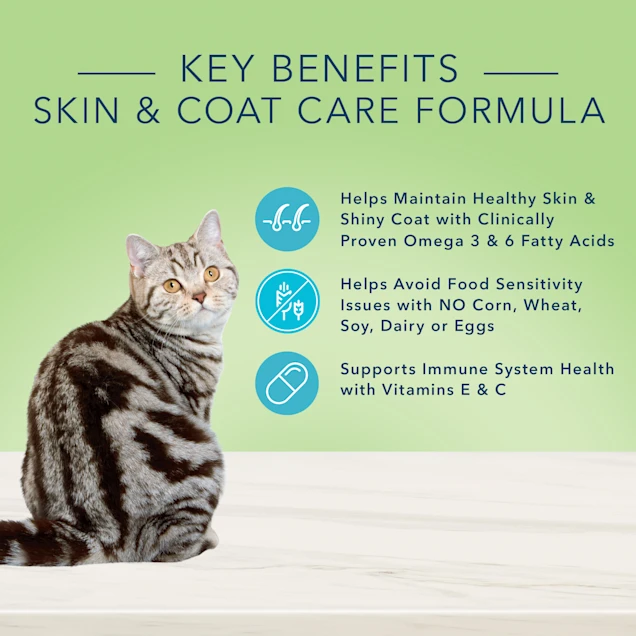 KEY BENEFITS
SKIN & COAT CARE FORMULA
Helps Maintain Healthy Skin &
Shiny Coat with Clinically
Proven Omega 3 & 6 Fatty Acids
Helps Avoid Food Sensitivity
Issues with NO Corn, Wheat,
Soy, Dairy or Eggs
Supports Immune System Health
with Vitamins E & C